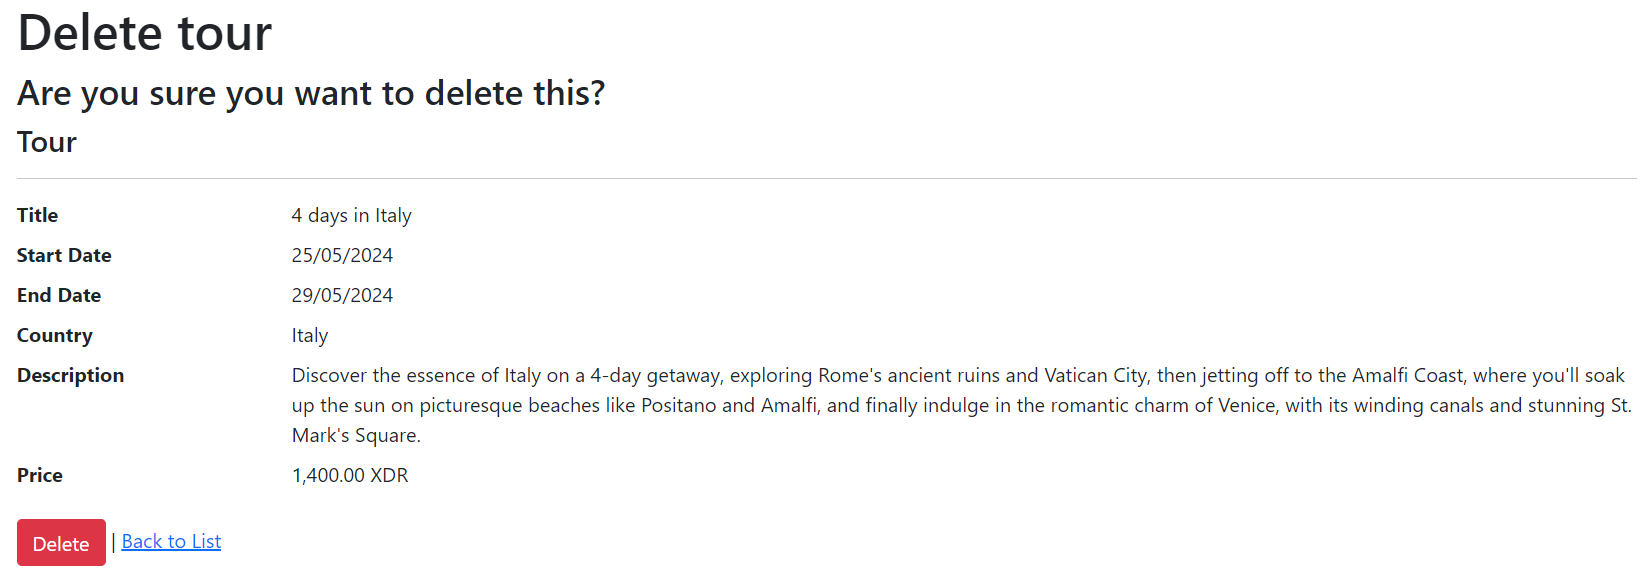 Delete tour
Are you sure you want to delete this?
Tour
Title 4 days in Italy
Start Date 25/05/2024
End Date 29/05/2024
Country Italy
Description Discover the essence of Italy on a 4-day getaway, exploring Rome's ancient ruins and Vatican City, then jetting off to the Amalfi Coast, where you'll soak
up the sun on picturesque beaches like Positano and Amalfi, and finally indulge in the romantic charm of Venice, with its winding canals and stunning St.
Mark's Square.
Price 1,400.00 XDR
Delete | Back to List